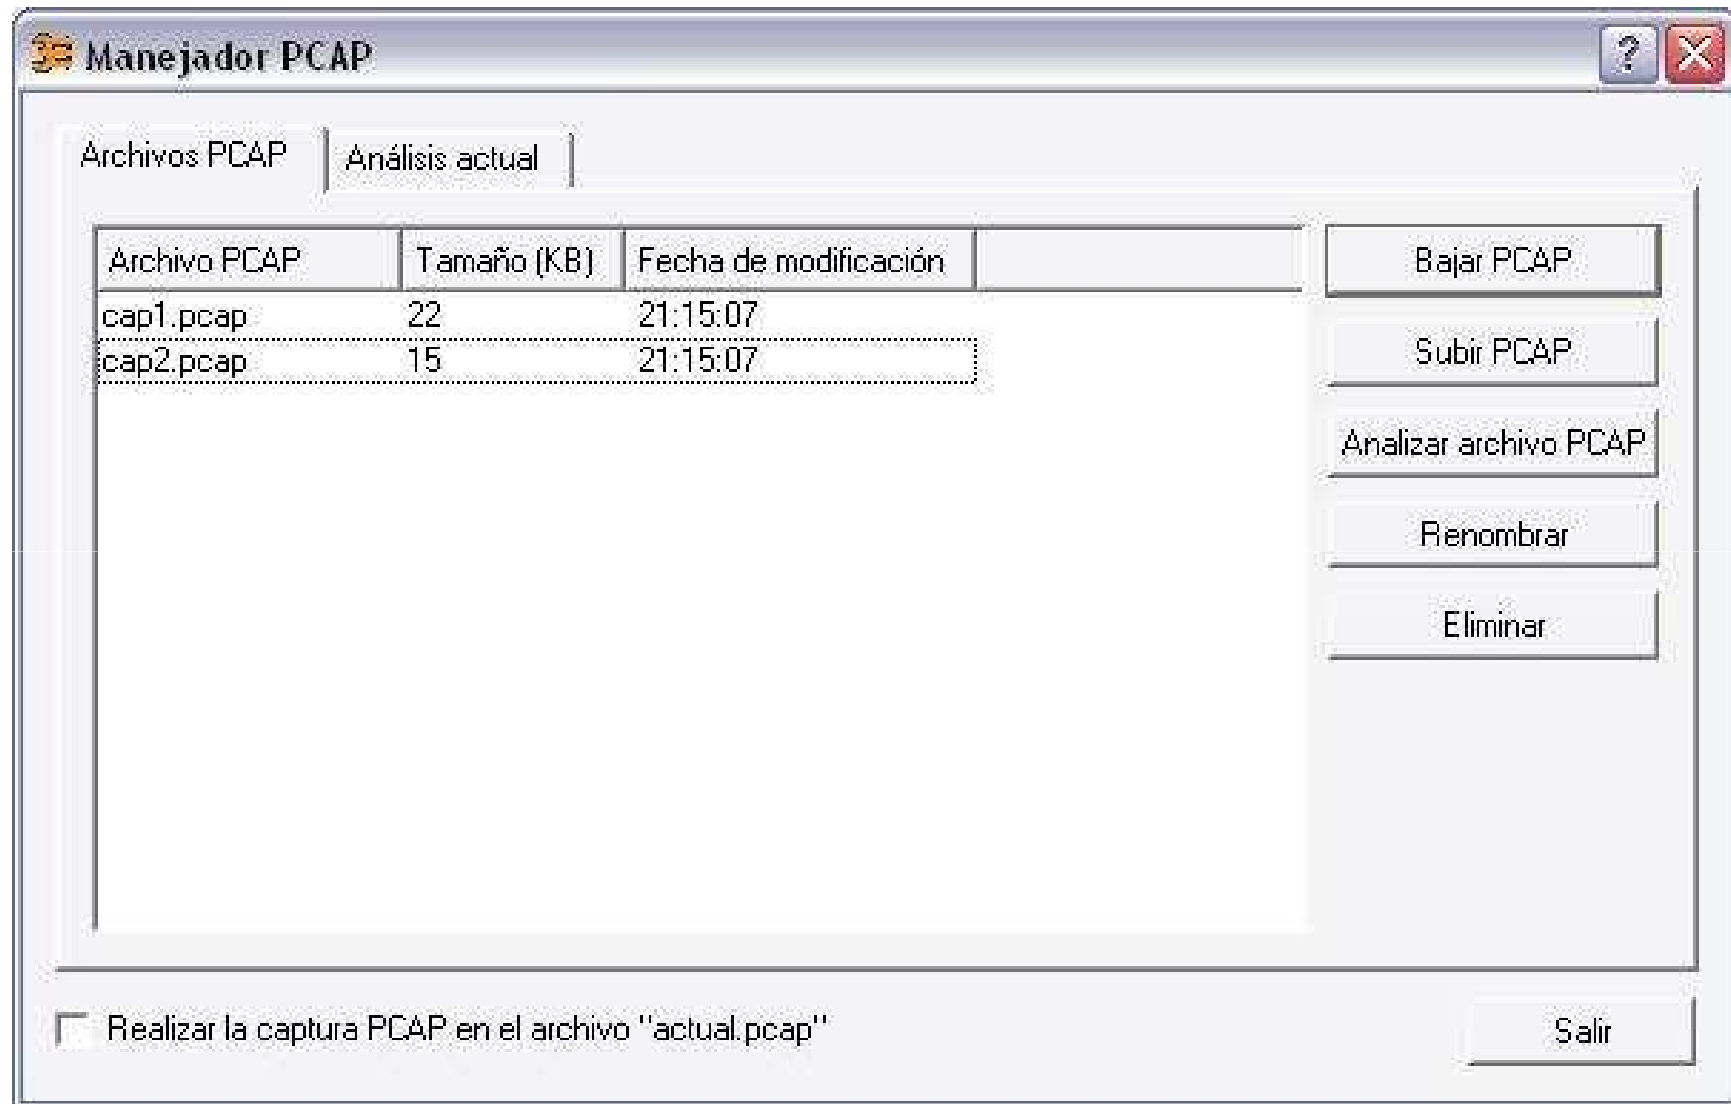 Manejador PCAP
Archivos PCAP Análisis actual
Archivo PCAP Tamaño (KB) Fecha de modificación
cap1.pcap 22 21:15:07
cap2.pcap 15 21:15:07
Bajar PCAP
Subir PCAP
Analizar archivo PCAP
Renombrar
Eliminar
Realizar la captura PCAP en el archivo "actual.pcap"
Salir